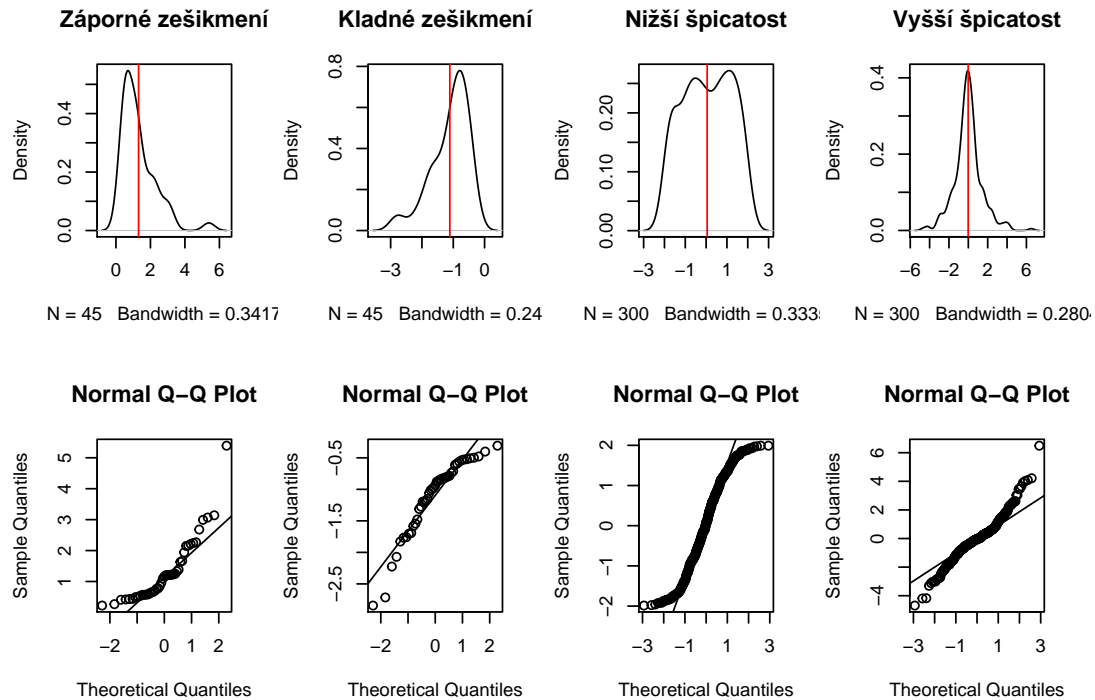 Záporné zešikmení
Kladné zešikmení
Nižší špicatost
Vyšší špicatost
Density
0.0 0.2 0.4
0 2 4 6
N = 45 Bandwidth = 0.3417
Density
0.0 0.4 0.8
−3 −1 0
N = 45 Bandwidth = 0.24
Density
0.00 0.10 0.20
−3 −1 1 3
N = 300 Bandwidth = 0.333
Density
0.0 0.2 0.4
−6 −2 2 6
N = 300 Bandwidth = 0.280
Normal Q−Q Plot
Normal Q−Q Plot
Normal Q−Q Plot
Normal Q−Q Plot
Sample Quantiles
1 2 3 4 5
−2 0 1 2
Theoretical Quantiles
Sample Quantiles
−2.5 −1.5 −0.5
−2 0 1 2
Theoretical Quantiles
Sample Quantiles
−2 −1 0 1 2
−3 −1 1 3
Theoretical Quantiles
Sample Quantiles
−4 0 2 4 6
−3 −1 1 3
Theoretical Quantiles